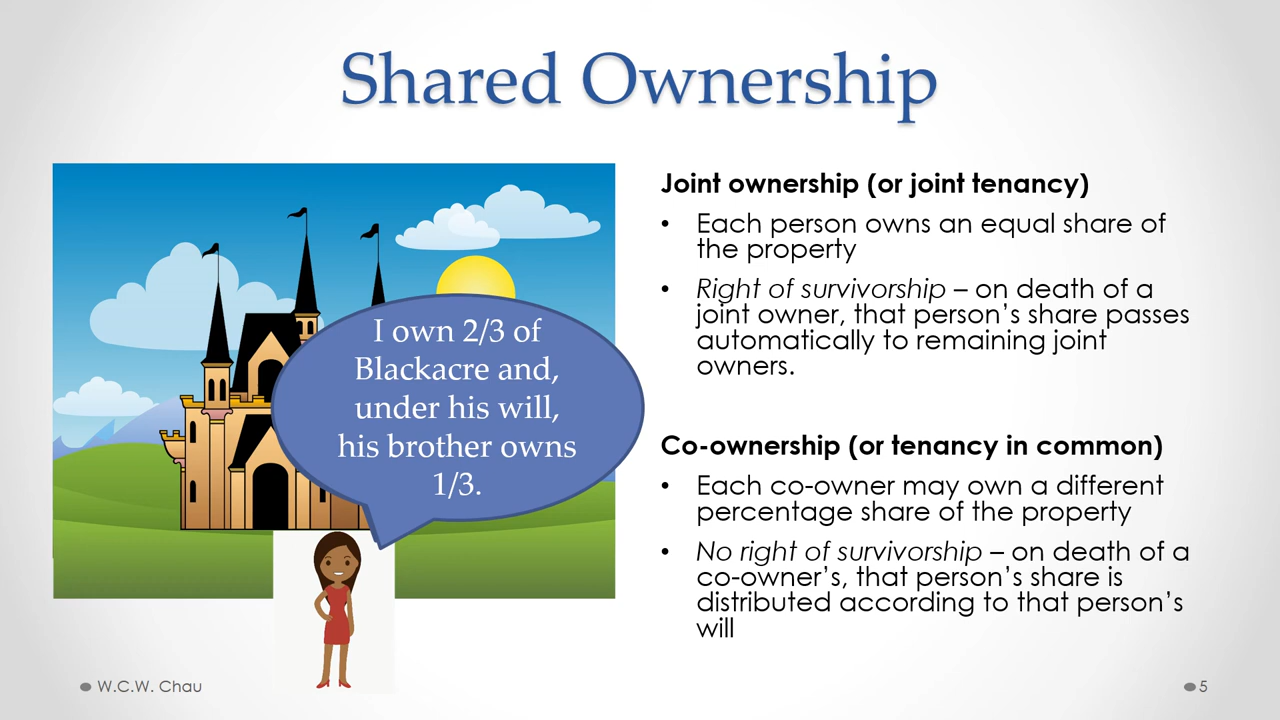 Shared Ownership
I own 2/3 of
Blackacre and,
under his will,
his brother owns
1/3.
Joint ownership (or joint tenancy)
• Each person owns an equal share of
the property
• Right of survivorship – on death of a
joint owner, that person’s share passes
automatically to remaining joint
owners.
Co-ownership (or tenancy in common)
• Each co-owner may own a different
percentage share of the property
• No right of survivorship – on death of a
co-owner’s, that person’s share is
distributed according to that person’s
will
W.C.W. Chau
5